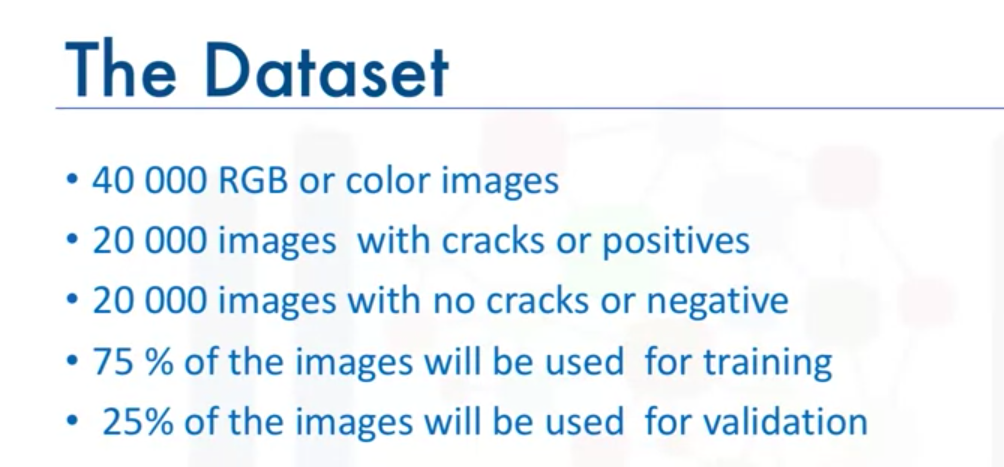 The Dataset
• 40 000 RGB or color images
• 20 000 images  with cracks or positives
• 20 000 images with no cracks or negative
• 75 % of the images will be used  for training
•  25% of the images will be used  for validation